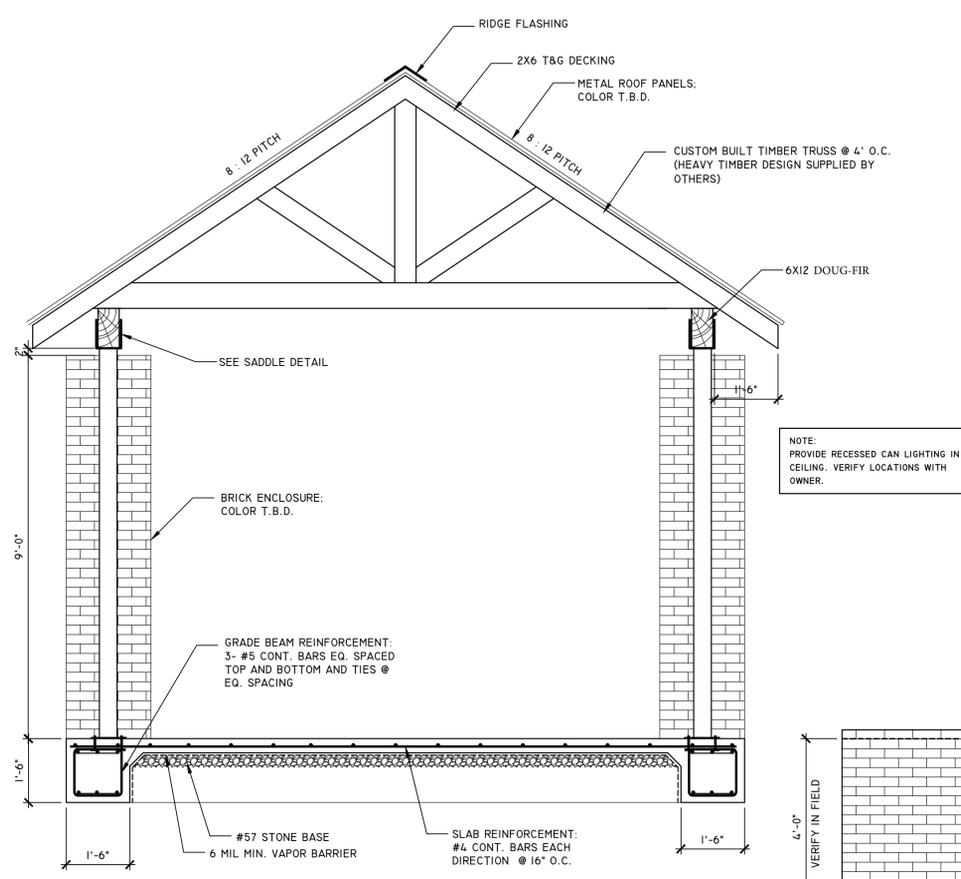 RIDGE FLASHING
2X6 T&G DECKING
METAL ROOF PANELS;
COLOR T.B.D.
8 : 12 PITCH
8 : 12 PITCH
CUSTOM BUILT TIMBER TRUSS @ 4' O.C.
(HEAVY TIMBER DESIGN SUPPLIED BY
OTHERS)
6X12 DOUG-FIR
2"
SEE SADDLE DETAIL
1'-6"
NOTE:
PROVIDE RECESSED CAN LIGHTING IN
CEILING. VERIFY LOCATIONS WITH
OWNER.
BRICK ENCLOSURE;
COLOR T.B.D.
9'-0"
GRADE BEAM REINFORCEMENT:
3- #5 CONT. BARS EQ. SPACED
TOP AND BOTTOM AND TIES @
EQ. SPACING
1'-6"
4'-0"
VERIFY IN FIELD
#57 STONE BASE
6 MIL MIN. VAPOR BARRIER
SLAB REINFORCEMENT:
#4 CONT. BARS EACH
DIRECTION @ 16" O.C.
1'-6"
1'-6"